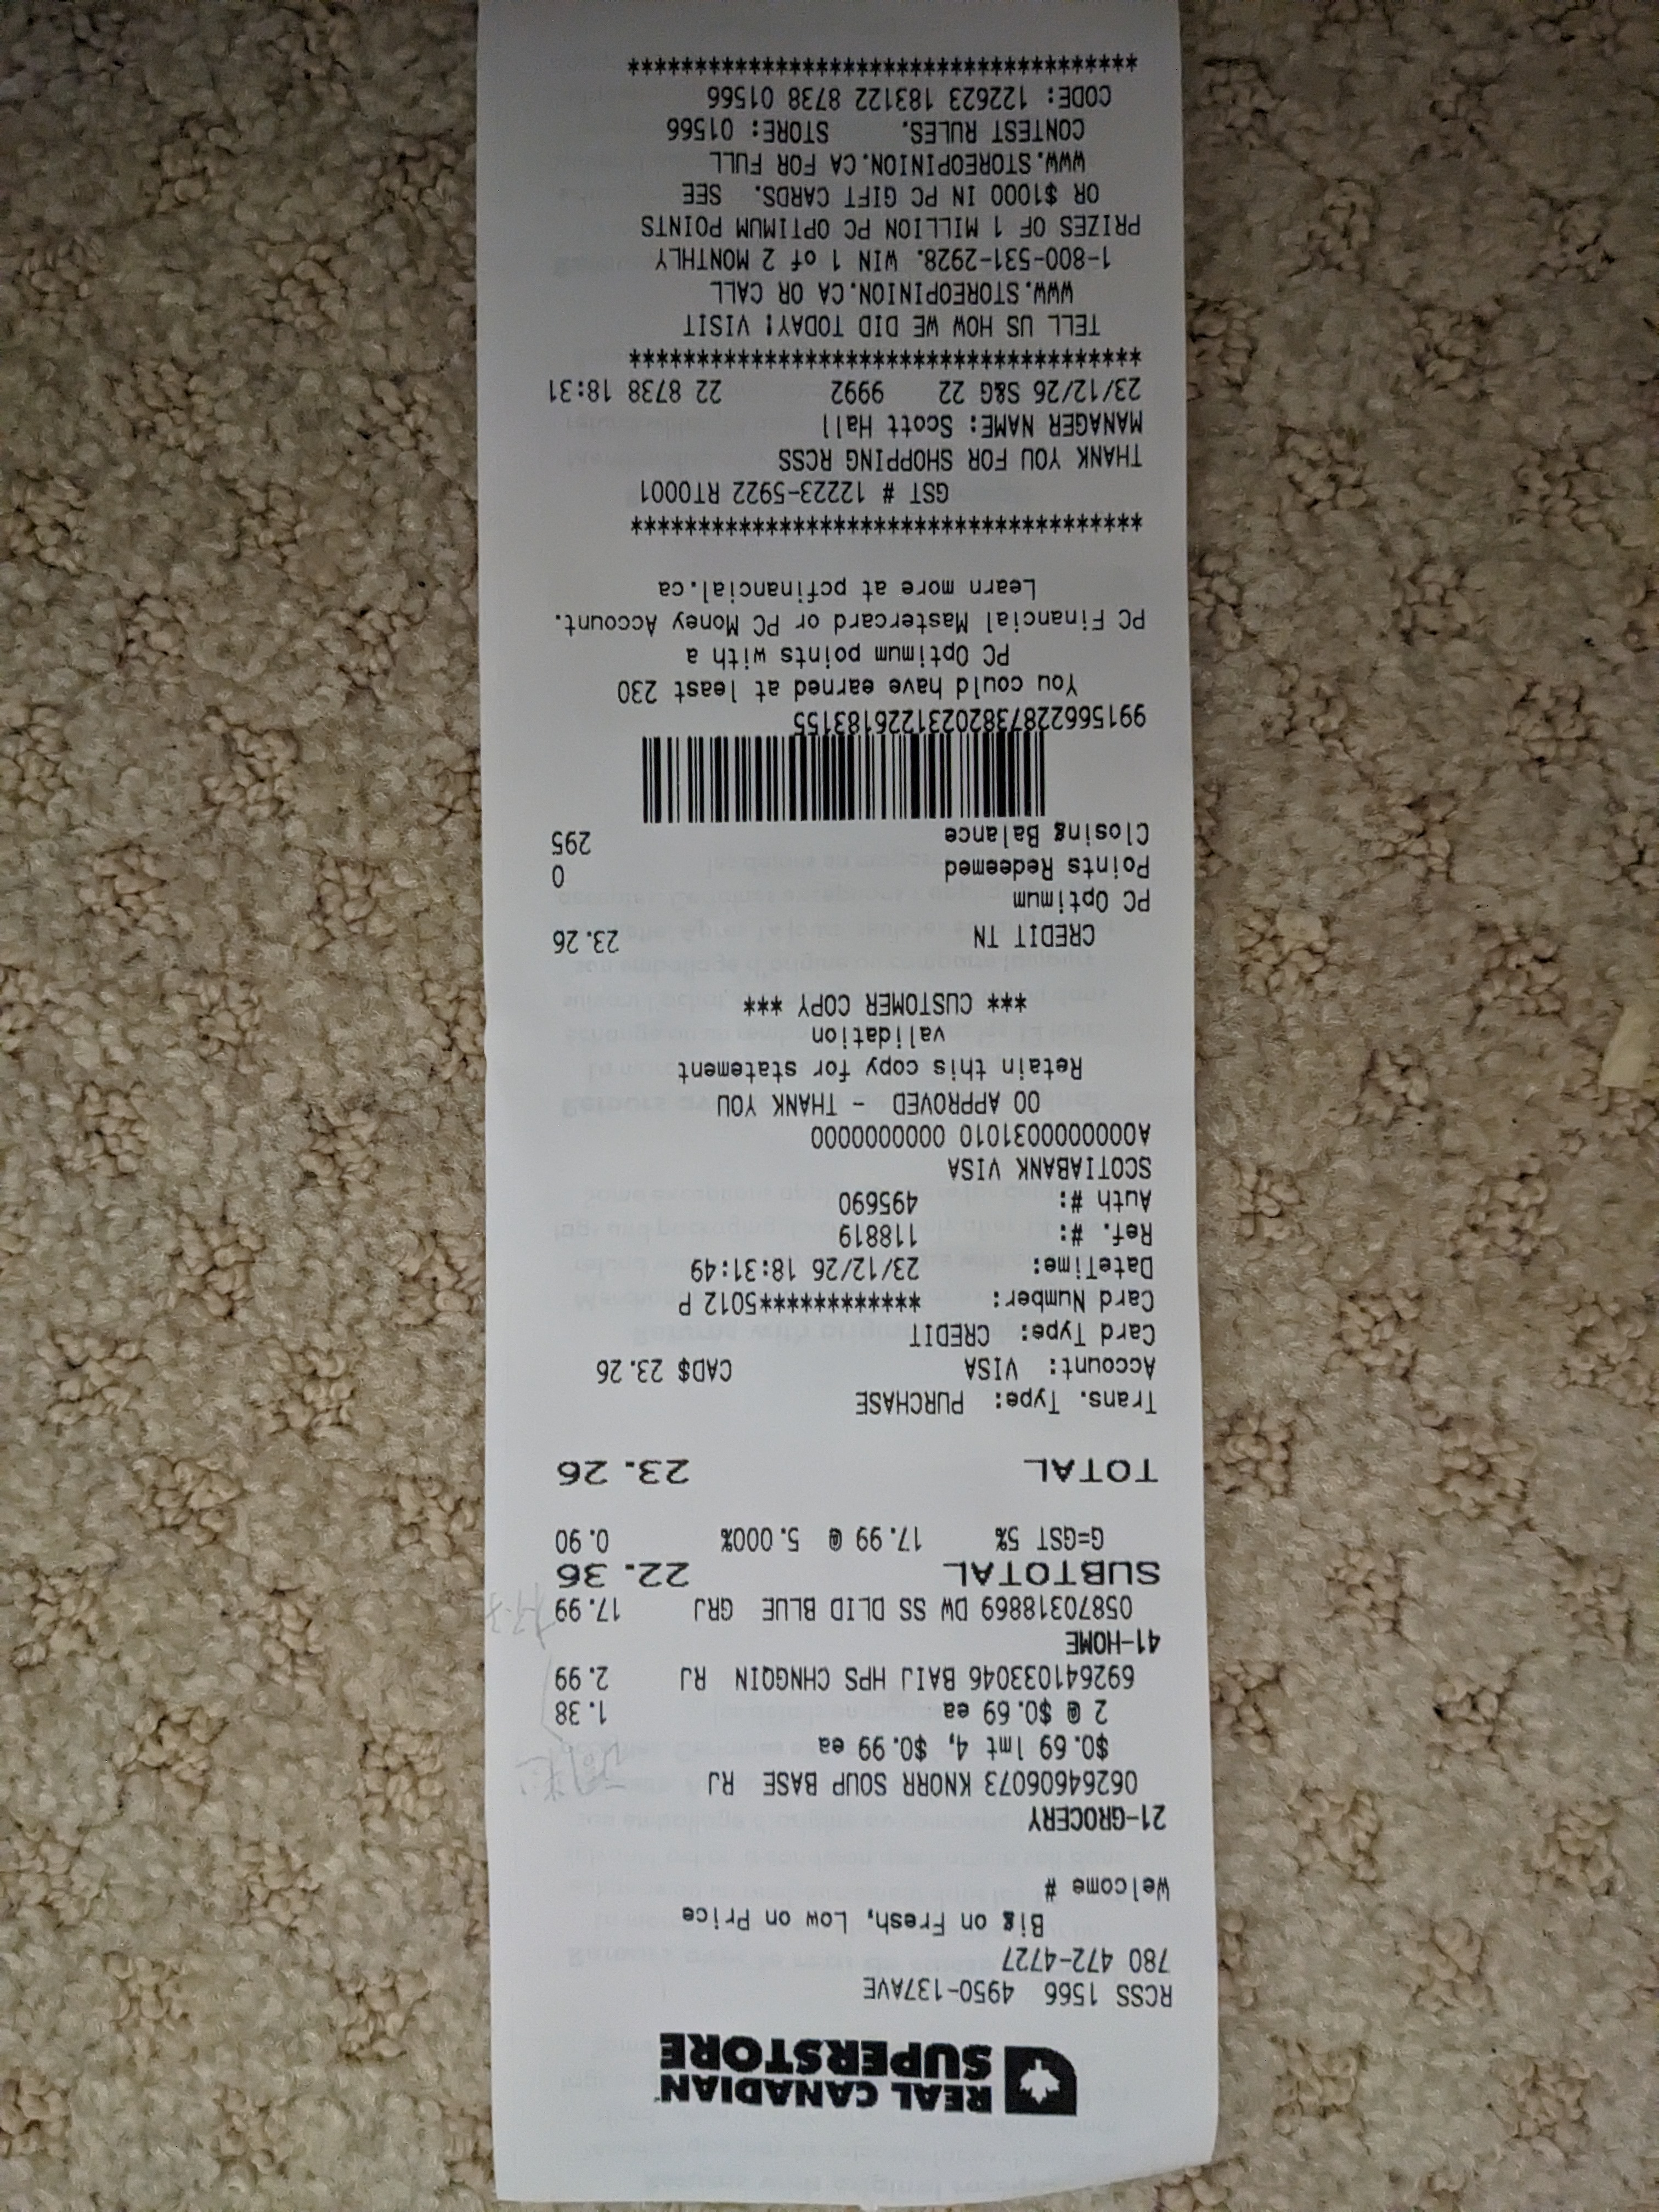 REAL CANADIAN
SUPERSTORE
RCSS 1566 4950-137AVE
780 472-4727
Big on Fresh, Low on Price
Welcome #
21-GROCERY
06264606073 KNORR SOUP BASE RJ
$0.69 lmt 4, $0.99 ea
2 @ $0.69 ea 1.38
692641033046 BAIJ HPS CHNGQIN RJ 2.99
41-HOME
05870318869 DW SS DLID BLUE GRJ 17.99
SUBTOTAL 22.36
G=GST 5% 17.99 @ 5.000% 0.90
TOTAL 23.26
Trans. Type: PURCHASE
Account: VISA CAD$ 23.26
Card Type: CREDIT
Card Number: ************5012 P
DateTime: 23/12/26 18:31:49
Ref. #: 118819
Auth #: 495690
SCOTIABANK VISA
A0000000031010 0000000000
00 APPROVED - THANK YOU
Retain this copy for statement
validation
*** CUSTOMER COPY ***
CREDIT TN 23.26
PC Optimum
Points Redeemed 0
Closing Balance 295
99156622873820231226183155
You could have earned at least 230
PC Optimum points with a
PC Financial Mastercard or PC Money Account.
Learn more at pcfinancial.ca
**************************************
GST # 12223-5922 RT0001
THANK YOU FOR SHOPPING RCSS
MANAGER NAME: Scott Hall
23/12/26 S&G 22 9992 22 8738 18:31
**************************************
TELL US HOW WE DID TODAY! VISIT
WWW.STOREOPINION.CA OR CALL
1-800-531-2928. WIN 1 of 2 MONTHLY
PRIZES OF 1 MILLION PC OPTIMUM POINTS
OR $1000 IN PC GIFT CARDS. SEE
WWW.STOREOPINION.CA FOR FULL
CONTEST RULES. STORE: 01566
CODE: 122623 183122 8738 01566
**************************************